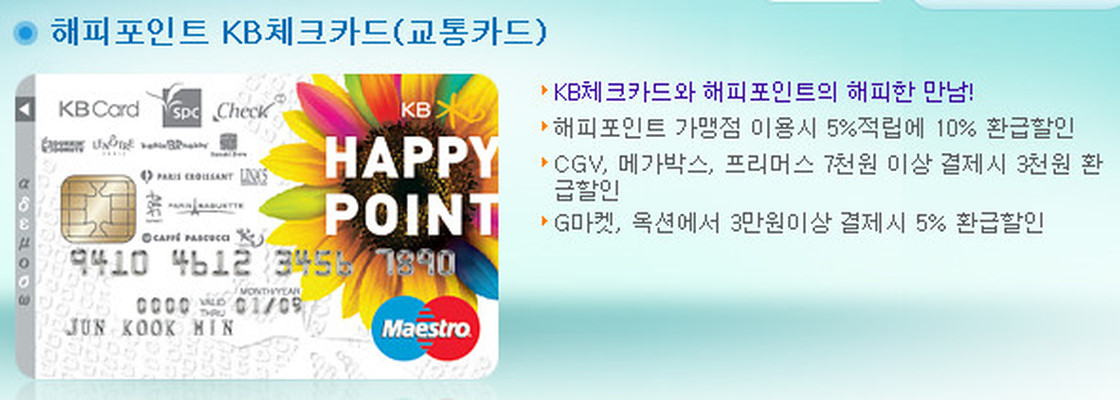 해피포인트 KB체크카드(교통카드)
KB체크카드와 해피포인트의 해피한 만남!
해피포인트 가맹점 이용시 5%적립에 10% 환급할인
CGV, 메가박스, 프리머스 7천원 이상 결제시 3천원 환
급할인
G마켓, 옥션에서 3만원이상 결제시 5% 환급할인
KB Card spc Check
KB
HAPPY
POINT
PARIS CROISSANT
PARIS BAGUETTE
CAFFÉ PASCUCCI
9410 4612 3456 7890
MONTH/YEAR
0000 VALID THRU 01/09
JUN KOOK MIN
Maestro